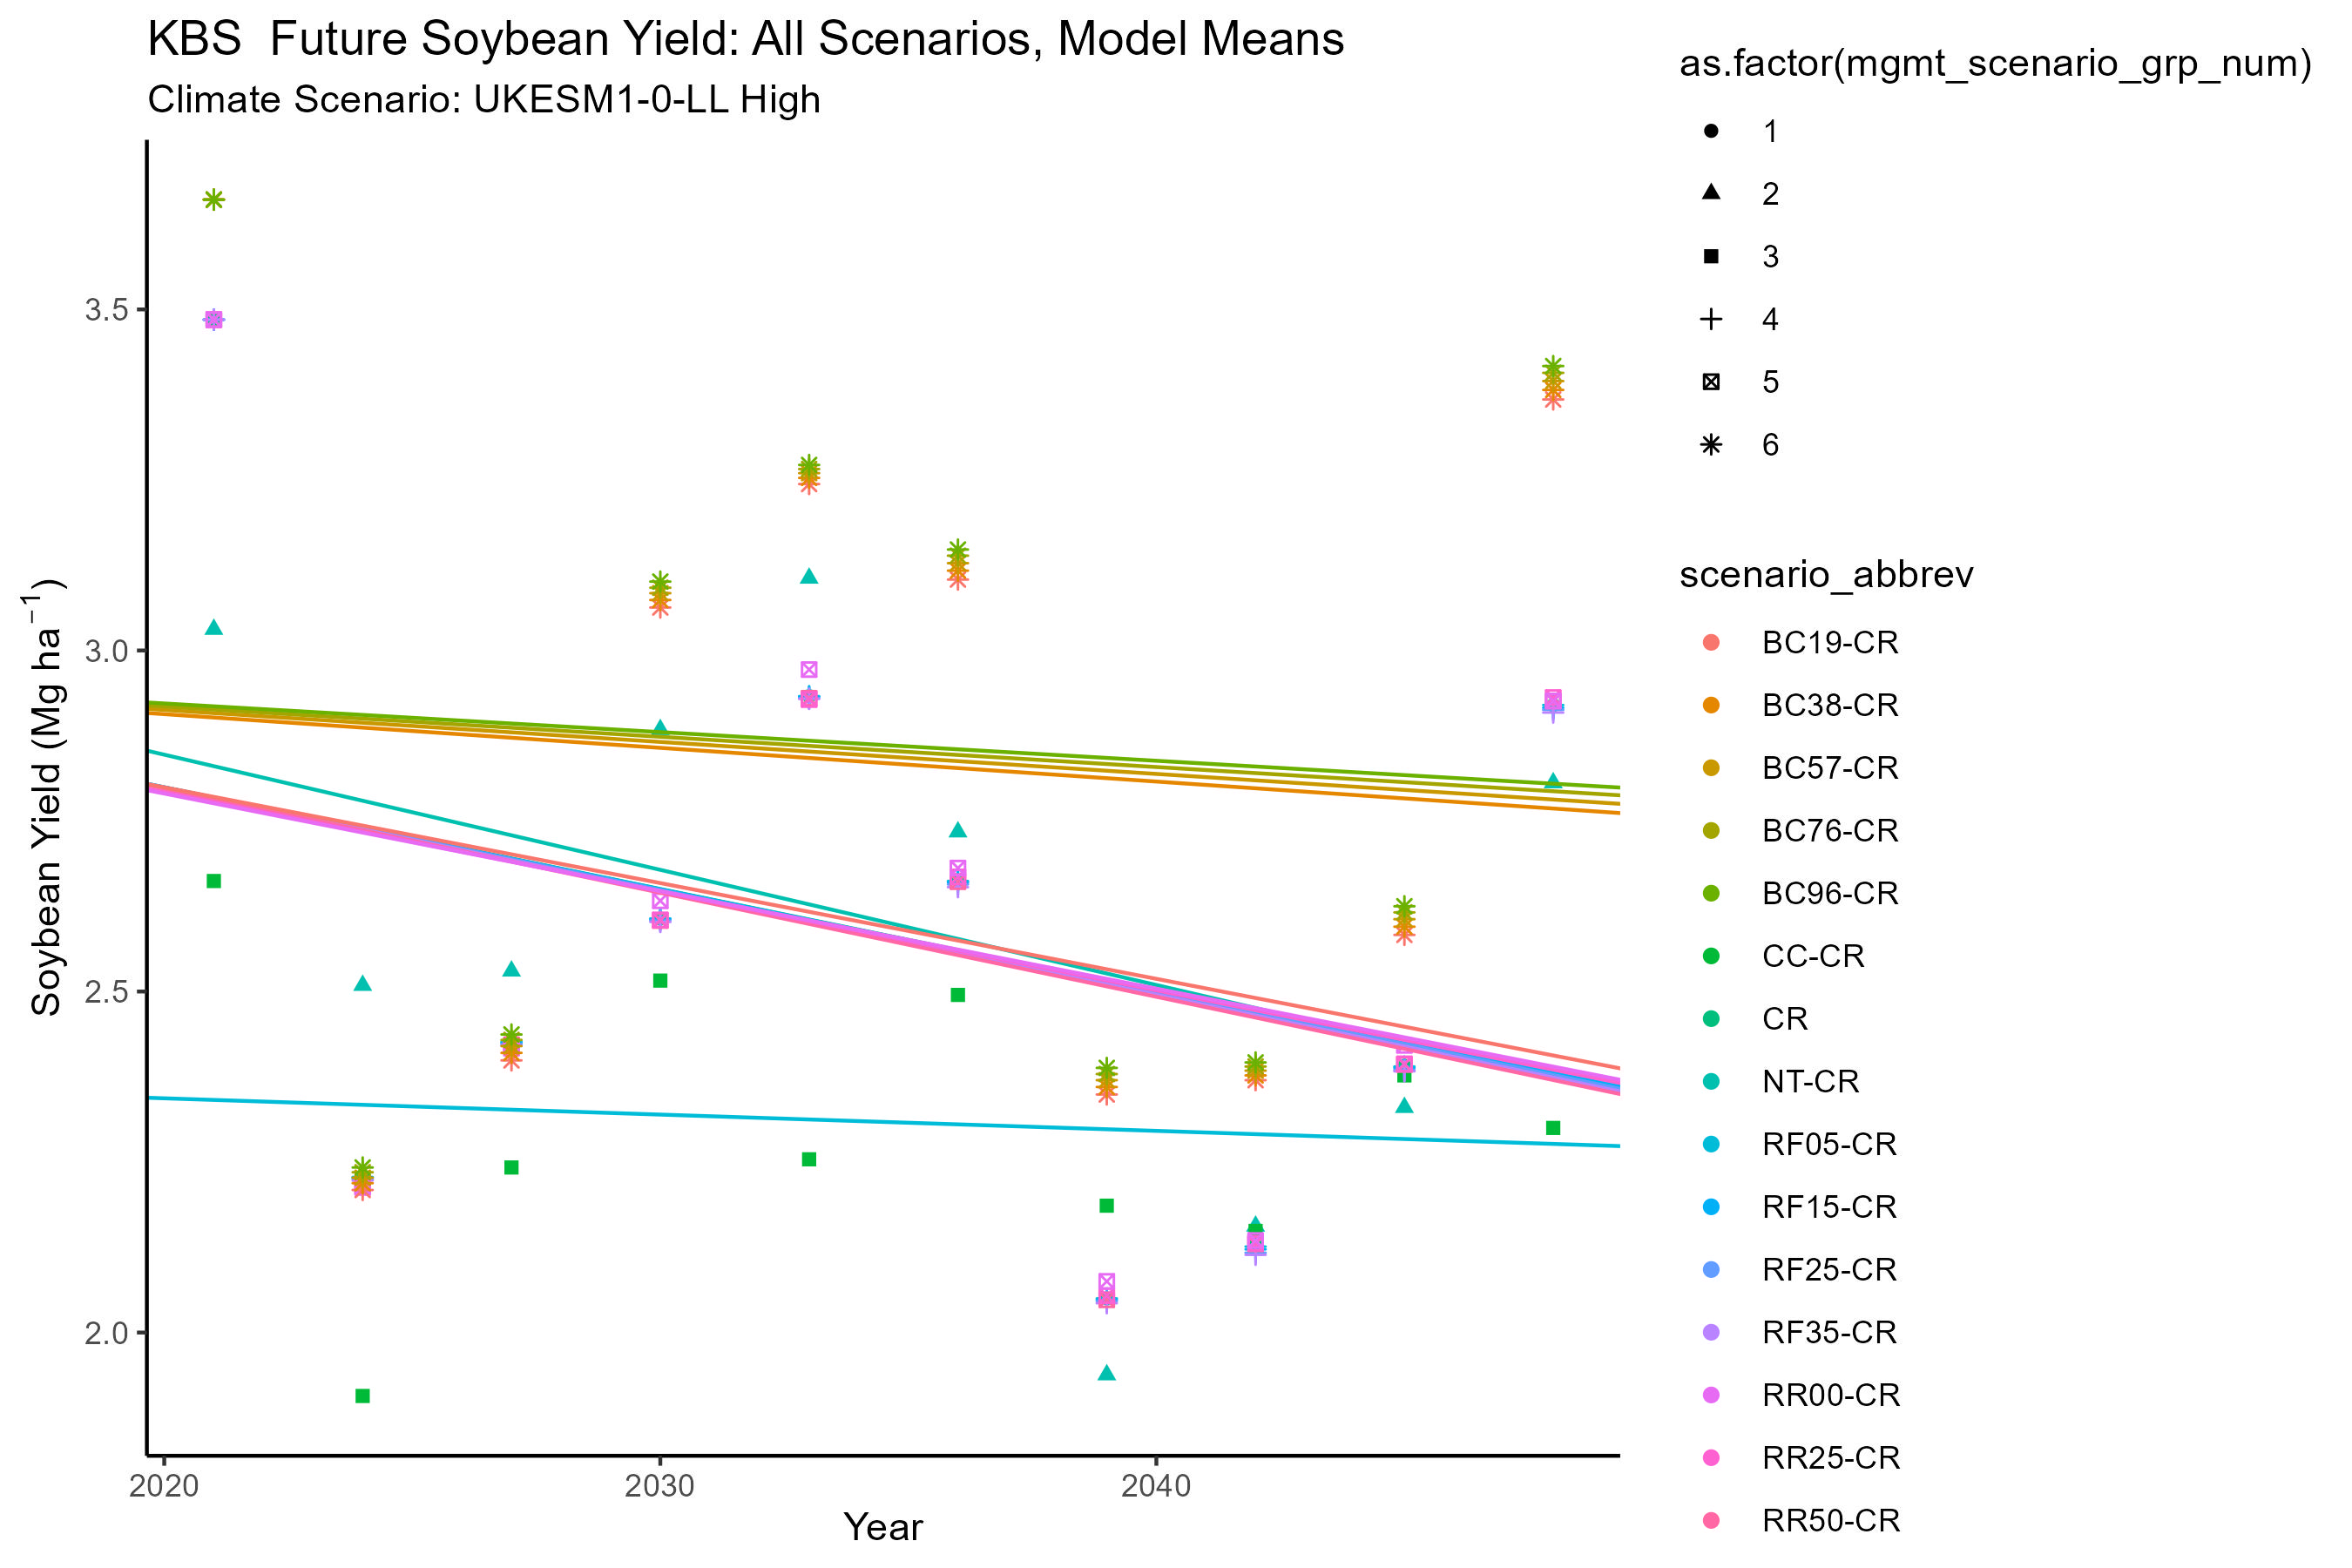 KBS  Future Soybean Yield: All Scenarios, Model Means
Climate Scenario: UKESM1-0-LL High
Soybean Yield (Mg ha⁻¹)
3.5
3.0
2.5
2.0
2020
2030
2040
Year
as.factor(mgmt_scenario_grp_num)
1
2
3
4
5
6
scenario_abbrev
BC19-CR
BC38-CR
BC57-CR
BC76-CR
BC96-CR
CC-CR
CR
NT-CR
RF05-CR
RF15-CR
RF25-CR
RF35-CR
RR00-CR
RR25-CR
RR50-CR